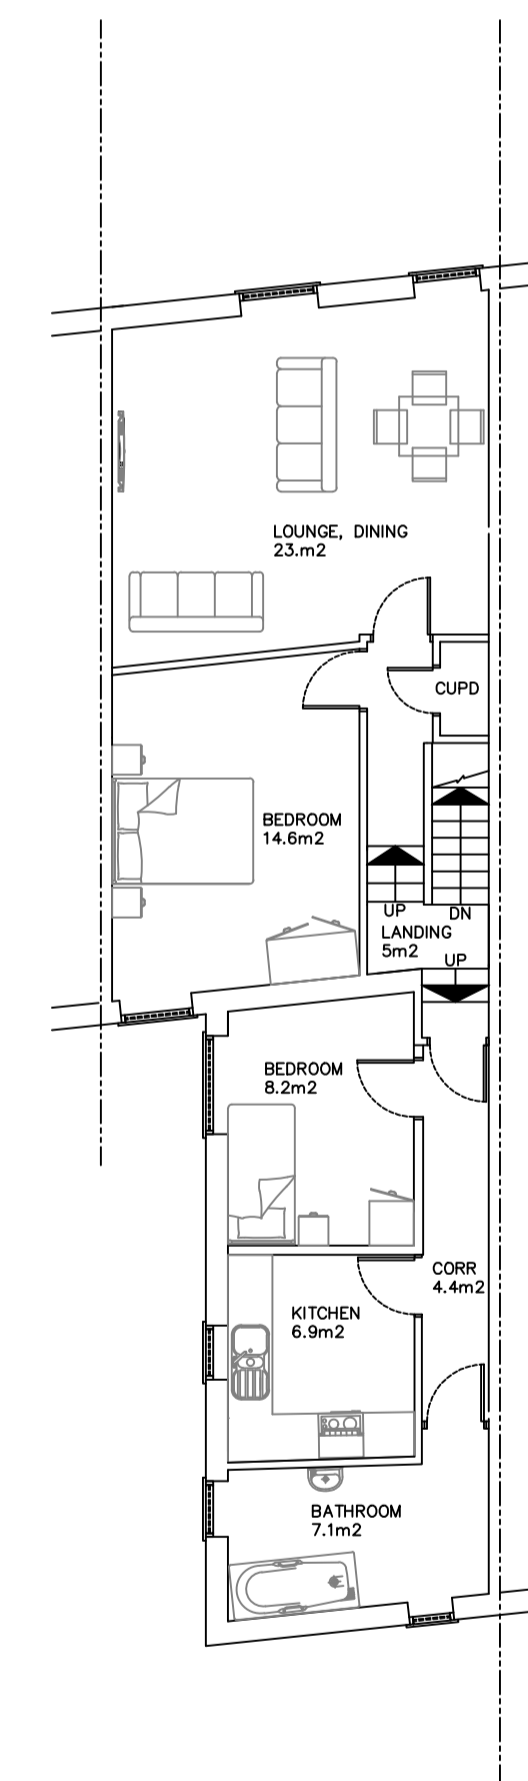 LOUNGE, DINING
23.m2
CUPD
BEDROOM
14.6m2
UP
DN
LANDING
5m2
UP
BEDROOM
8.2m2
CORR
4.4m2
KITCHEN
6.9m2
BATHROOM
7.1m2